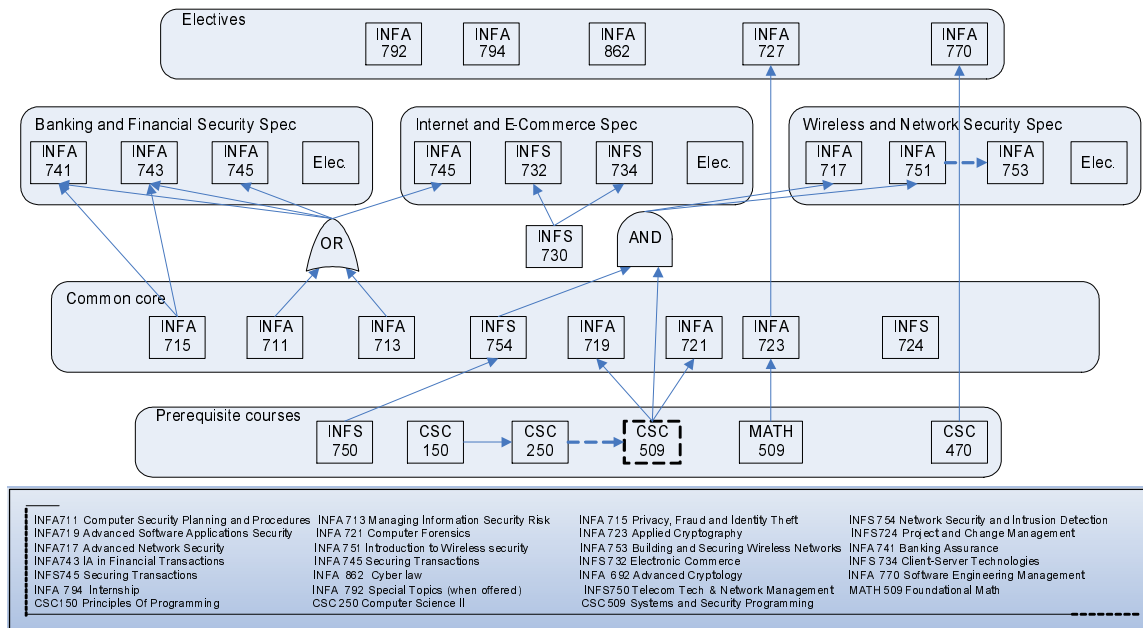 Electives
INFA 792
INFA 794
INFA 862
INFA 727
INFA 770
Banking and Financial Security Spec
INFA 741
INFA 743
INFA 745
Elec.
Internet and E-Commerce Spec
INFA 745
INFS 732
INFS 734
Elec.
Wireless and Network Security Spec
INFA 717
INFA 751
INFA 753
Elec.
OR
INFS 730
AND
Common core
INFA 715
INFA 711
INFA 713
INFS 754
INFA 719
INFA 721
INFA 723
INFS 724
Prerequisite courses
INFS 750
CSC 150
CSC 250
CSC 509
MATH 509
CSC 470
INFA711 Computer Security Planning and Procedures
INFA 713 Managing Information Security Risk
INFA 715 Privacy, Fraud and Identity Theft
INFS 754 Network Security and Intrusion Detection
INFA719 Advanced Software Applications Security
INFA 721 Computer Forensics
INFA 723 Applied Cryptography
INFS724 Project and Change Management
INFA717 Advanced Network Security
INFA 751 Introduction to Wireless security
INFA 753 Building and Securing Wireless Networks
INFA 741 Banking Assurance
INFA743 IA in Financial Transactions
INFA 745 Securing Transactions
INFS 732 Electronic Commerce
INFS 734 Client-Server Technologies
INFS745 Securing Transactions
INFA 862 Cyber law
INFA 692 Advanced Cryptology
INFA 770 Software Engineering Management
INFA 794 Internship
INFA 792 Special Topics (when offered)
INFS750 Telecom Tech & Network Management
MATH 509 Foundational Math
CSC150 Principles Of Programming
CSC 250 Computer Science II
CSC 509 Systems and Security Programming